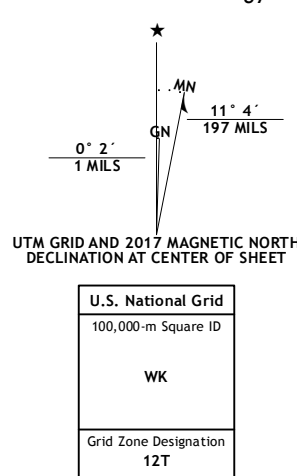 ★
MN
GN
11° 4´
197 MILS
0° 2´
1 MILS
UTM GRID AND 2017 MAGNETIC NORTH
DECLINATION AT CENTER OF SHEET
U.S. National Grid
100,000-m Square ID
WK
Grid Zone Designation
12T